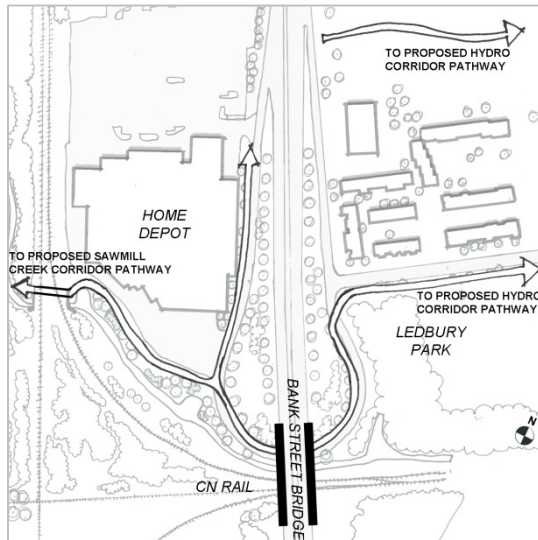 TO PROPOSED HYDRO
CORRIDOR PATHWAY
HOME
DEPOT
TO PROPOSED SAWMILL
CREEK CORRIDOR PATHWAY
TO PROPOSED HYDRO
CORRIDOR PATHWAY
LEDBURY
PARK
BANK STREET BRIDGE
N
CN RAIL